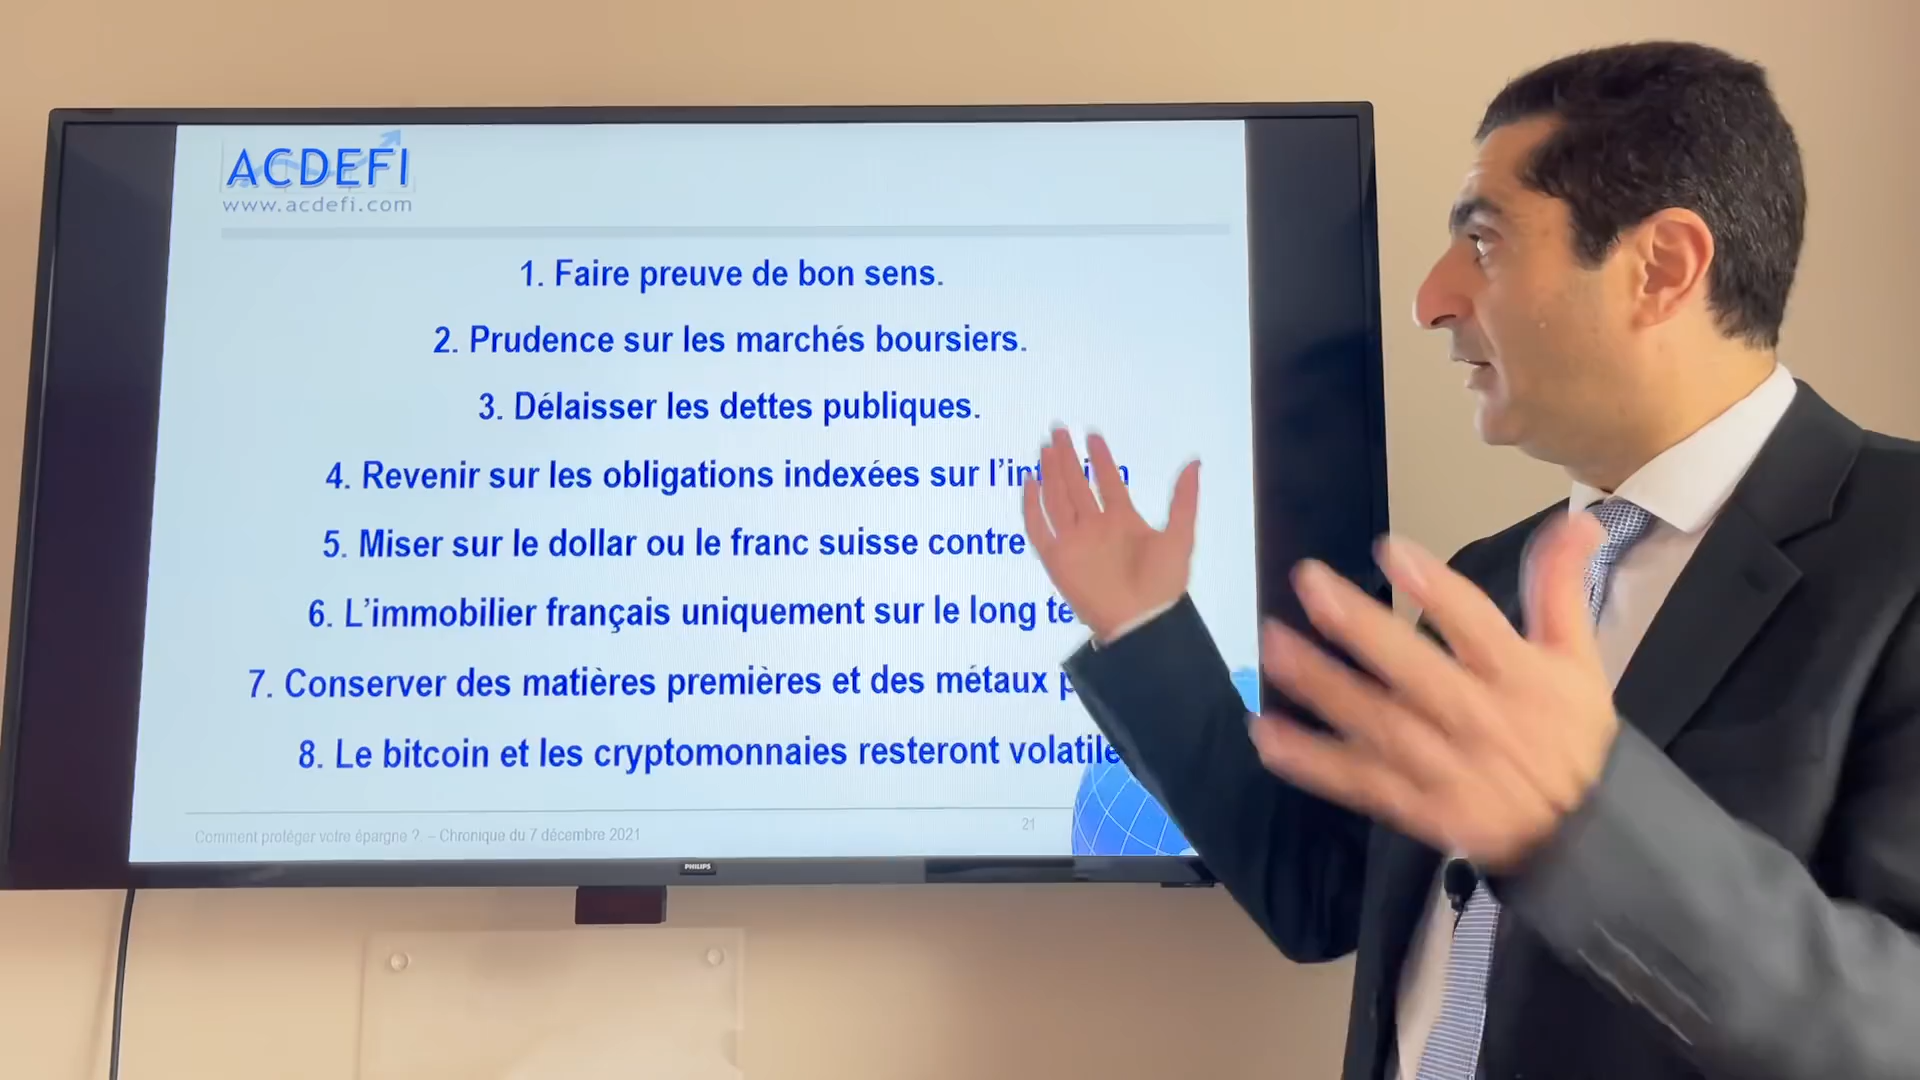 ACDEFI
www.acdefi.com
1. Faire preuve de bon sens.
2. Prudence sur les marchés boursiers.
3. Délaisser les dettes publiques.
4. Revenir sur les obligations indexées sur
5. Miser sur le dollar ou le franc suisse contre
6. L'immobilier français uniquement sur le long
7. Conserver des matières premières et des métaux
8. Le bitcoin et les cryptomonnaies resteront
Comment protéger votre épargne ?. – Chronique du 7 décembre 2021
21
PHILIPS